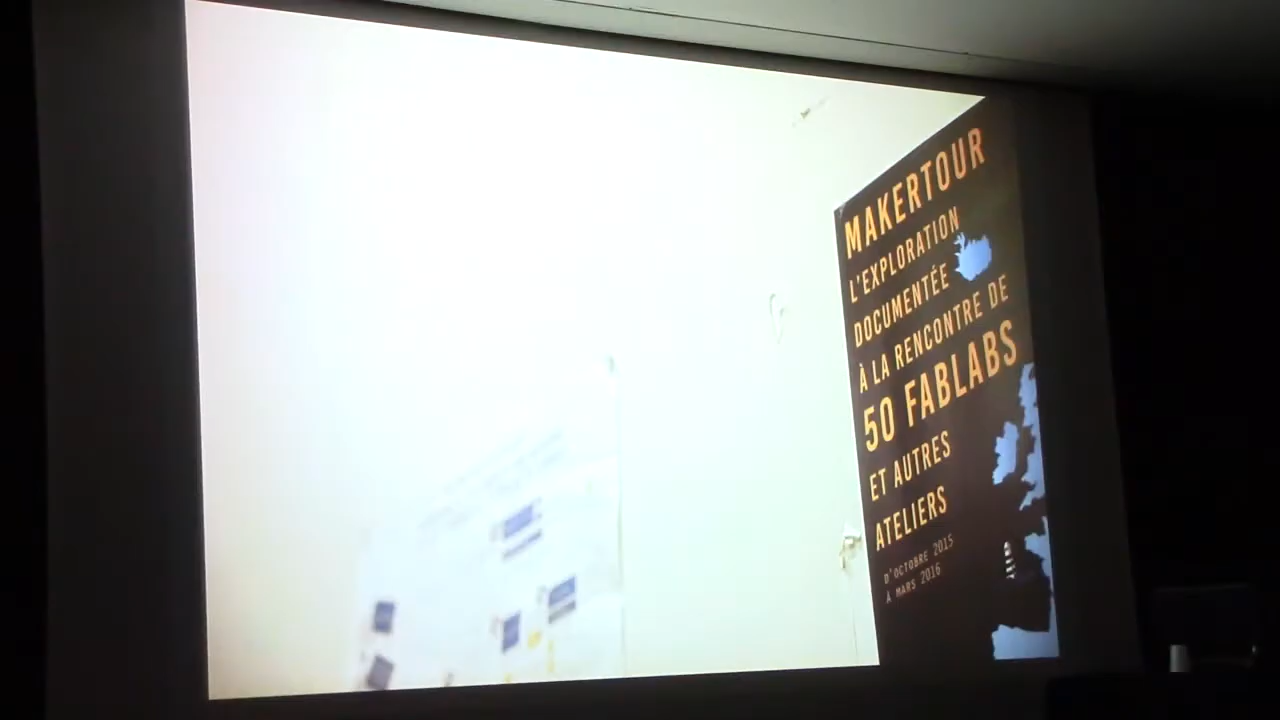 MAKERTOUR
L'EXPLORATION
DOCUMENTÉE
À LA RENCONTRE DE
50 FABLABS
ET AUTRES
ATELIERS
D'OCTOBRE 2015
À MARS 2016